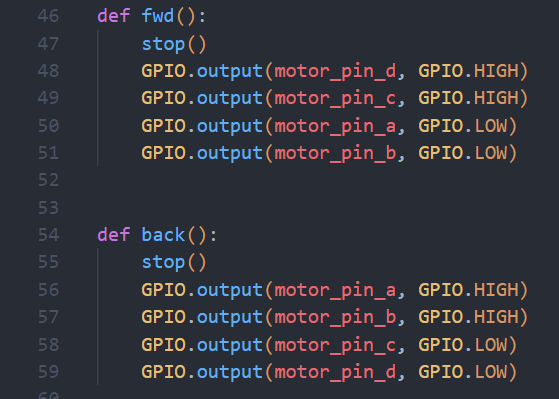 46 def fwd():
47     stop()
48     GPIO.output(motor_pin_d, GPIO.HIGH)
49     GPIO.output(motor_pin_c, GPIO.HIGH)
50     GPIO.output(motor_pin_a, GPIO.LOW)
51     GPIO.output(motor_pin_b, GPIO.LOW)
52
53
54 def back():
55     stop()
56     GPIO.output(motor_pin_a, GPIO.HIGH)
57     GPIO.output(motor_pin_b, GPIO.HIGH)
58     GPIO.output(motor_pin_c, GPIO.LOW)
59     GPIO.output(motor_pin_d, GPIO.LOW)